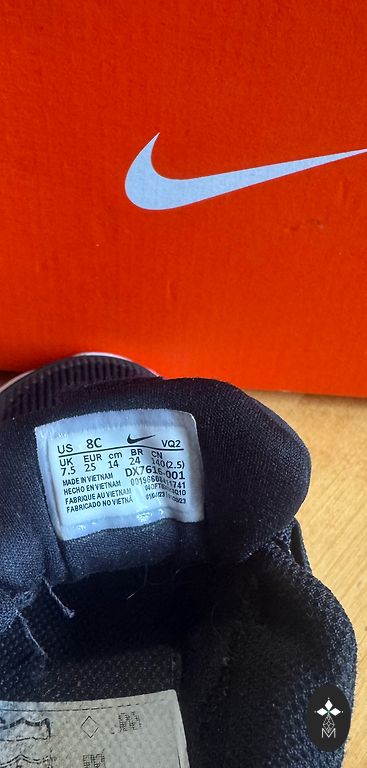 US 8C VQ2
UK EUR cm BR CN
7.5 25 14 24 140(2.5)
MADE IN VIETNAM DX7616-001
HECHO EN VIETNAM
FABRIQUE AU VIETNAM
FABRICADO NO VIETNÃ
M